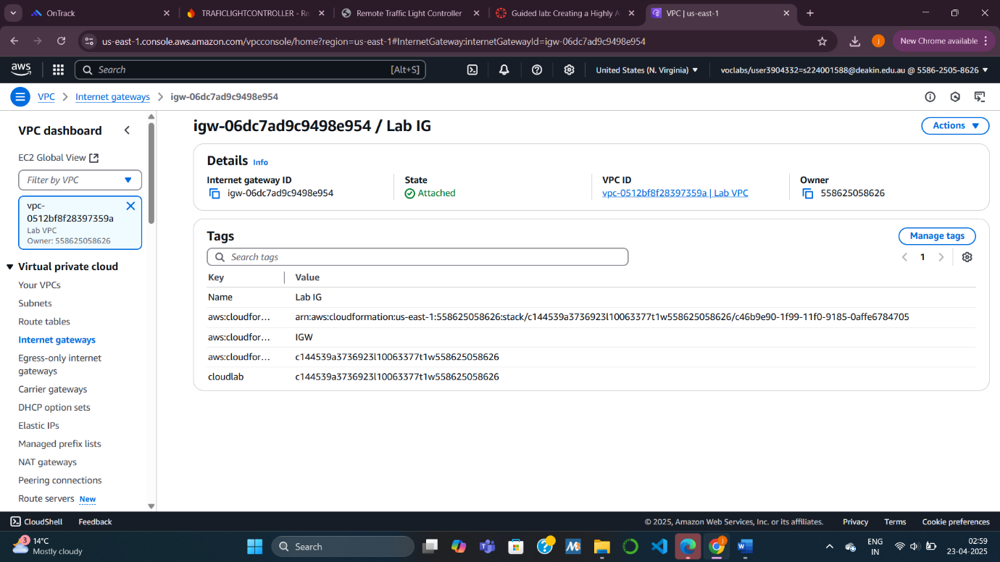 OnTrack
TRAFICLIGHTCONTROLLER - Re
Remote Traffic Light Controller
Guided lab: Creating a Highly A
VPC | us-east-1
us-east-1.console.aws.amazon.com/vpcconsole/home?region=us-east-1#InternetGateway:internetGatewayId=igw-06dc7ad9c9498e954
j
New Chrome available
aws
Search
[Alt+S]
United States (N. Virginia)
voclabs/user3904332=s224001588@deakin.edu.au @ 5586-2505-8626
VPC
Internet gateways
igw-06dc7ad9c9498e954
VPC dashboard
EC2 Global View
Filter by VPC
vpc-
0512bf8f28397359a
Lab VPC
Owner: 558625058626
Virtual private cloud
Your VPCs
Subnets
Route tables
Internet gateways
Egress-only internet
gateways
Carrier gateways
DHCP option sets
Elastic IPs
Managed prefix lists
NAT gateways
Peering connections
Route servers New
igw-06dc7ad9c9498e954 / Lab IG
Actions
Details Info
Internet gateway ID
igw-06dc7ad9c9498e954
State
Attached
VPC ID
vpc-0512bf8f28397359a | Lab VPC
Owner
558625058626
Tags
Manage tags
Search tags
1
Key Value
Name Lab IG
aws:cloudfor... arn:aws:cloudformation:us-east-1:558625058626:stack/c144539a3736923l10063377t1w558625058626/c46b9e90-1f99-11f0-9185-0affe6784705
aws:cloudfor... IGW
aws:cloudfor... c144539a3736923l10063377t1w558625058626
cloudlab c144539a3736923l10063377t1w558625058626
CloudShell
Feedback
© 2025, Amazon Web Services, Inc. or its affiliates.
Privacy
Terms
Cookie preferences
3
14°C
Mostly cloudy
Search
j
ENG
IN
02:59
23-04-2025